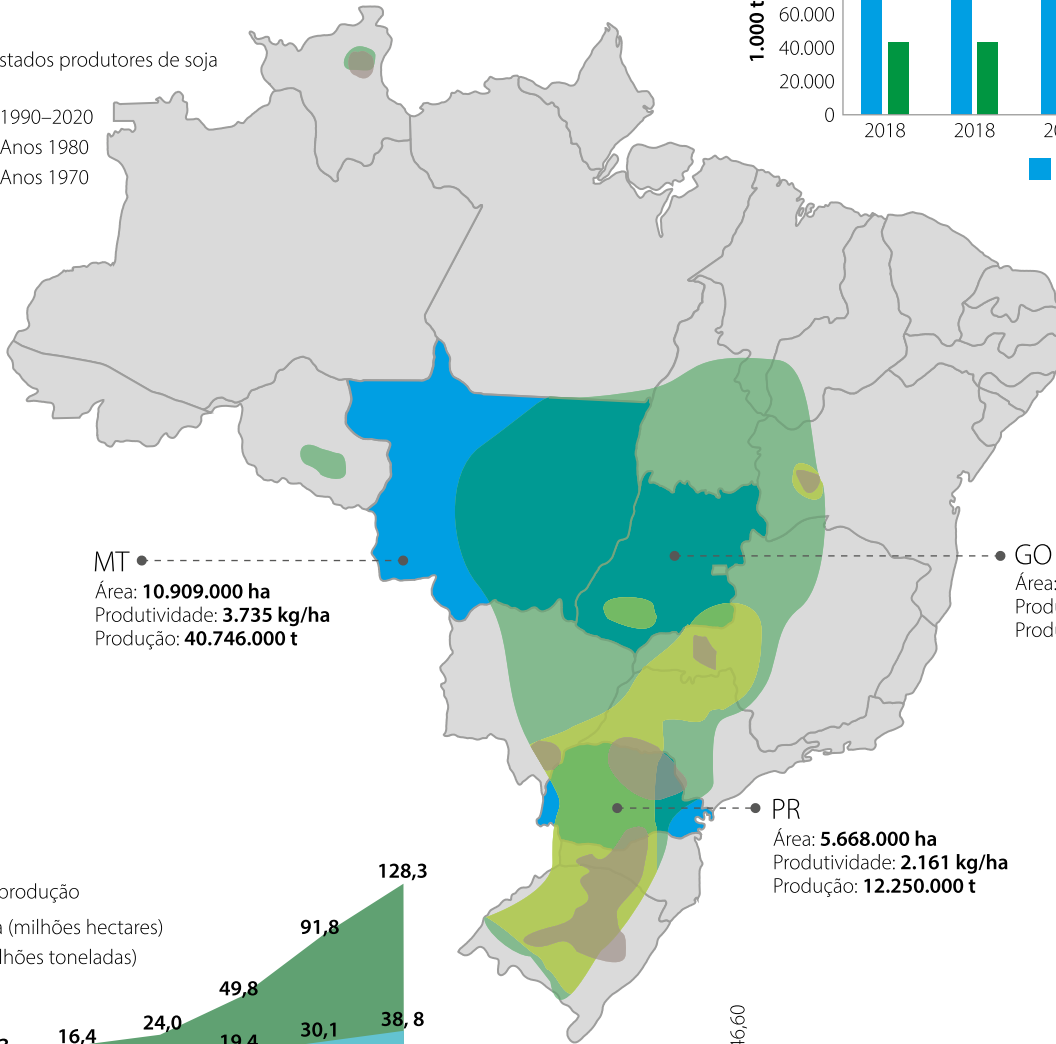 1.000 t
60.000
40.000
20.000
0
2018
2018
stados produtores de soja
1990–2020
Anos 1980
Anos 1970
MT
Área: 10.909.000 ha
Produtividade: 3.735 kg/ha
Produção: 40.746.000 t
GO
Área:
PR
Área: 5.668.000 ha
Produtividade: 2.161 kg/ha
Produção: 12.250.000 t
produção
a (milhões hectares)
lhões toneladas)
128,3
91,8
49,8
24,0
16,4
38, 8
30,1
19,4
46,60